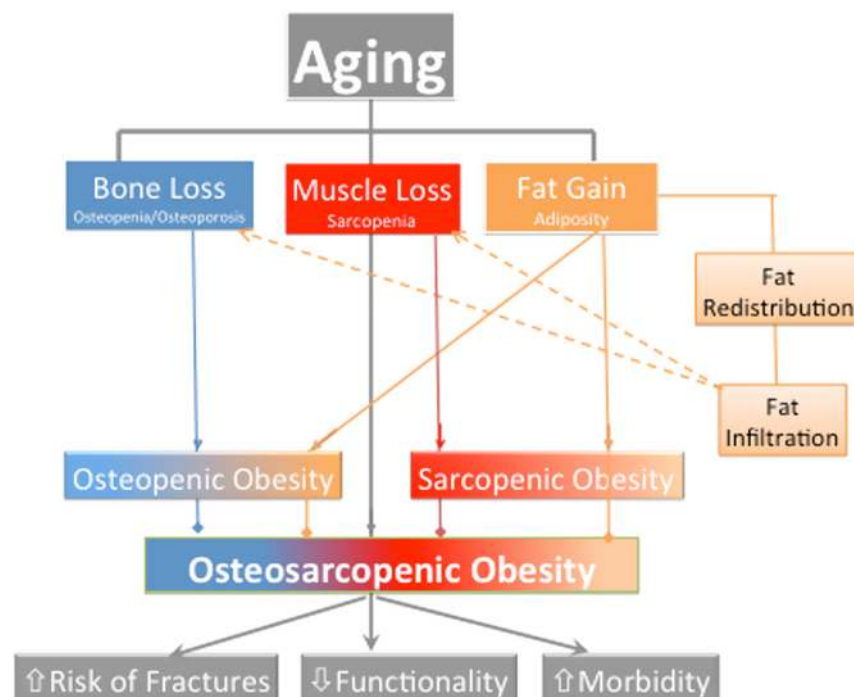 Aging
Bone Loss
Osteopenia/Osteoporosis
Muscle Loss
Sarcopenia
Fat Gain
Adiposity
Fat
Redistribution
Fat
Infiltration
Osteopenic Obesity
Sarcopenic Obesity
Osteosarcopenic Obesity
⇧Risk of Fractures
⇩Functionality
⇧Morbidity